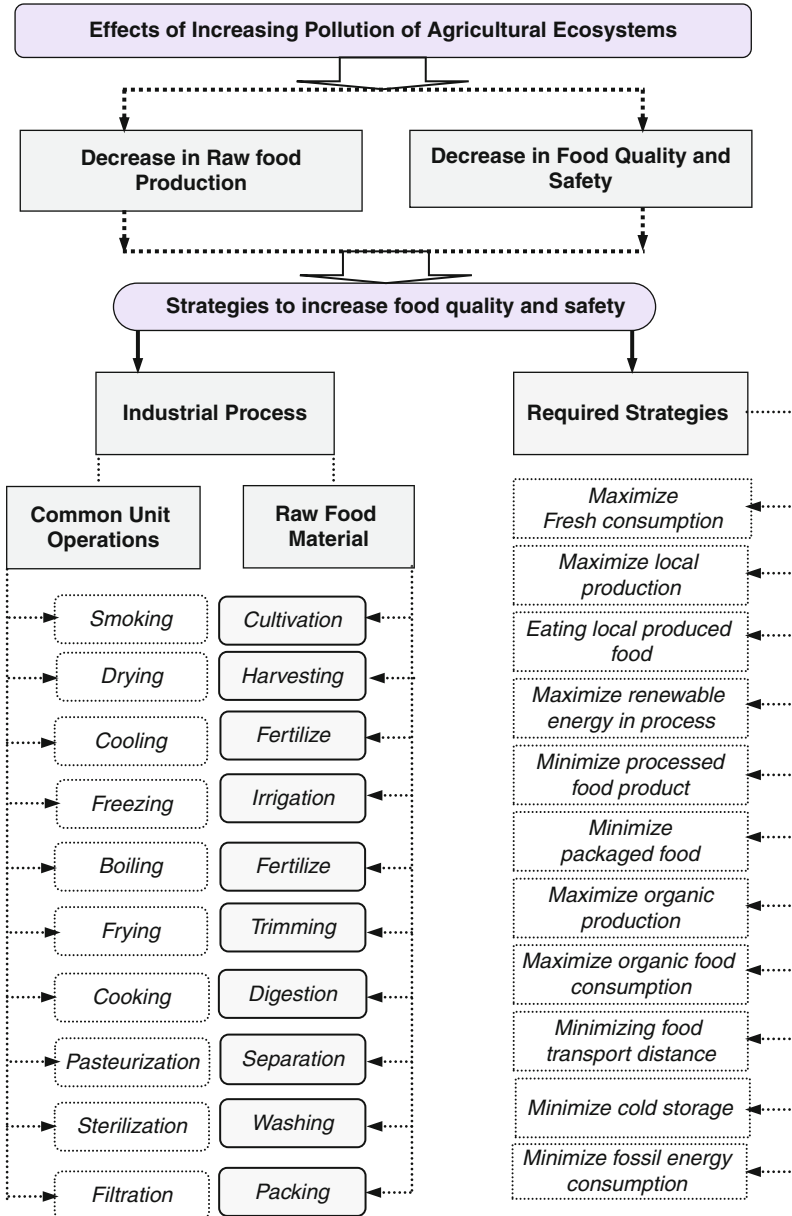 Effects of Increasing Pollution of Agricultural Ecosystems
Decrease in Raw food
Production
Decrease in Food Quality and
Safety
Strategies to increase food quality and safety
Industrial Process
Required Strategies
Common Unit
Operations
Raw Food
Material
Smoking
Drying
Cooling
Freezing
Boiling
Frying
Cooking
Pasteurization
Sterilization
Filtration
Cultivation
Harvesting
Fertilize
Irrigation
Fertilize
Trimming
Digestion
Separation
Washing
Packing
Maximize
Fresh consumption
Maximize local
production
Eating local produced
food
Maximize renewable
energy in process
Minimize processed
food product
Minimize
packaged food
Maximize organic
production
Maximize organic food
consumption
Minimizing food
transport distance
Minimize cold storage
Minimize fossil energy
consumption